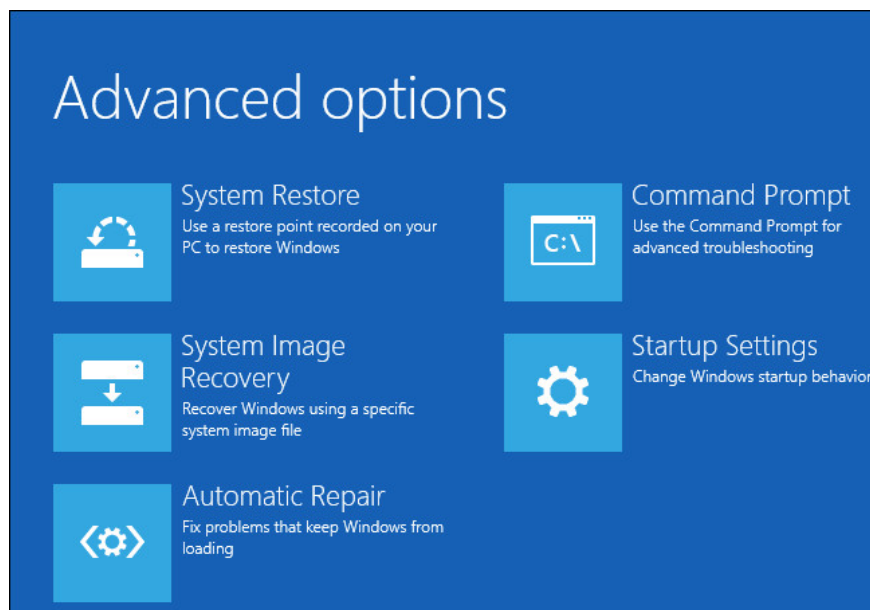 Advanced options
System Restore
Use a restore point recorded on your
PC to restore Windows
System Image
Recovery
Recover Windows using a specific
system image file
Automatic Repair
Fix problems that keep Windows from
loading
Command Prompt
C:\
Use the Command Prompt for
advanced troubleshooting
Startup Settings
Change Windows startup behavior